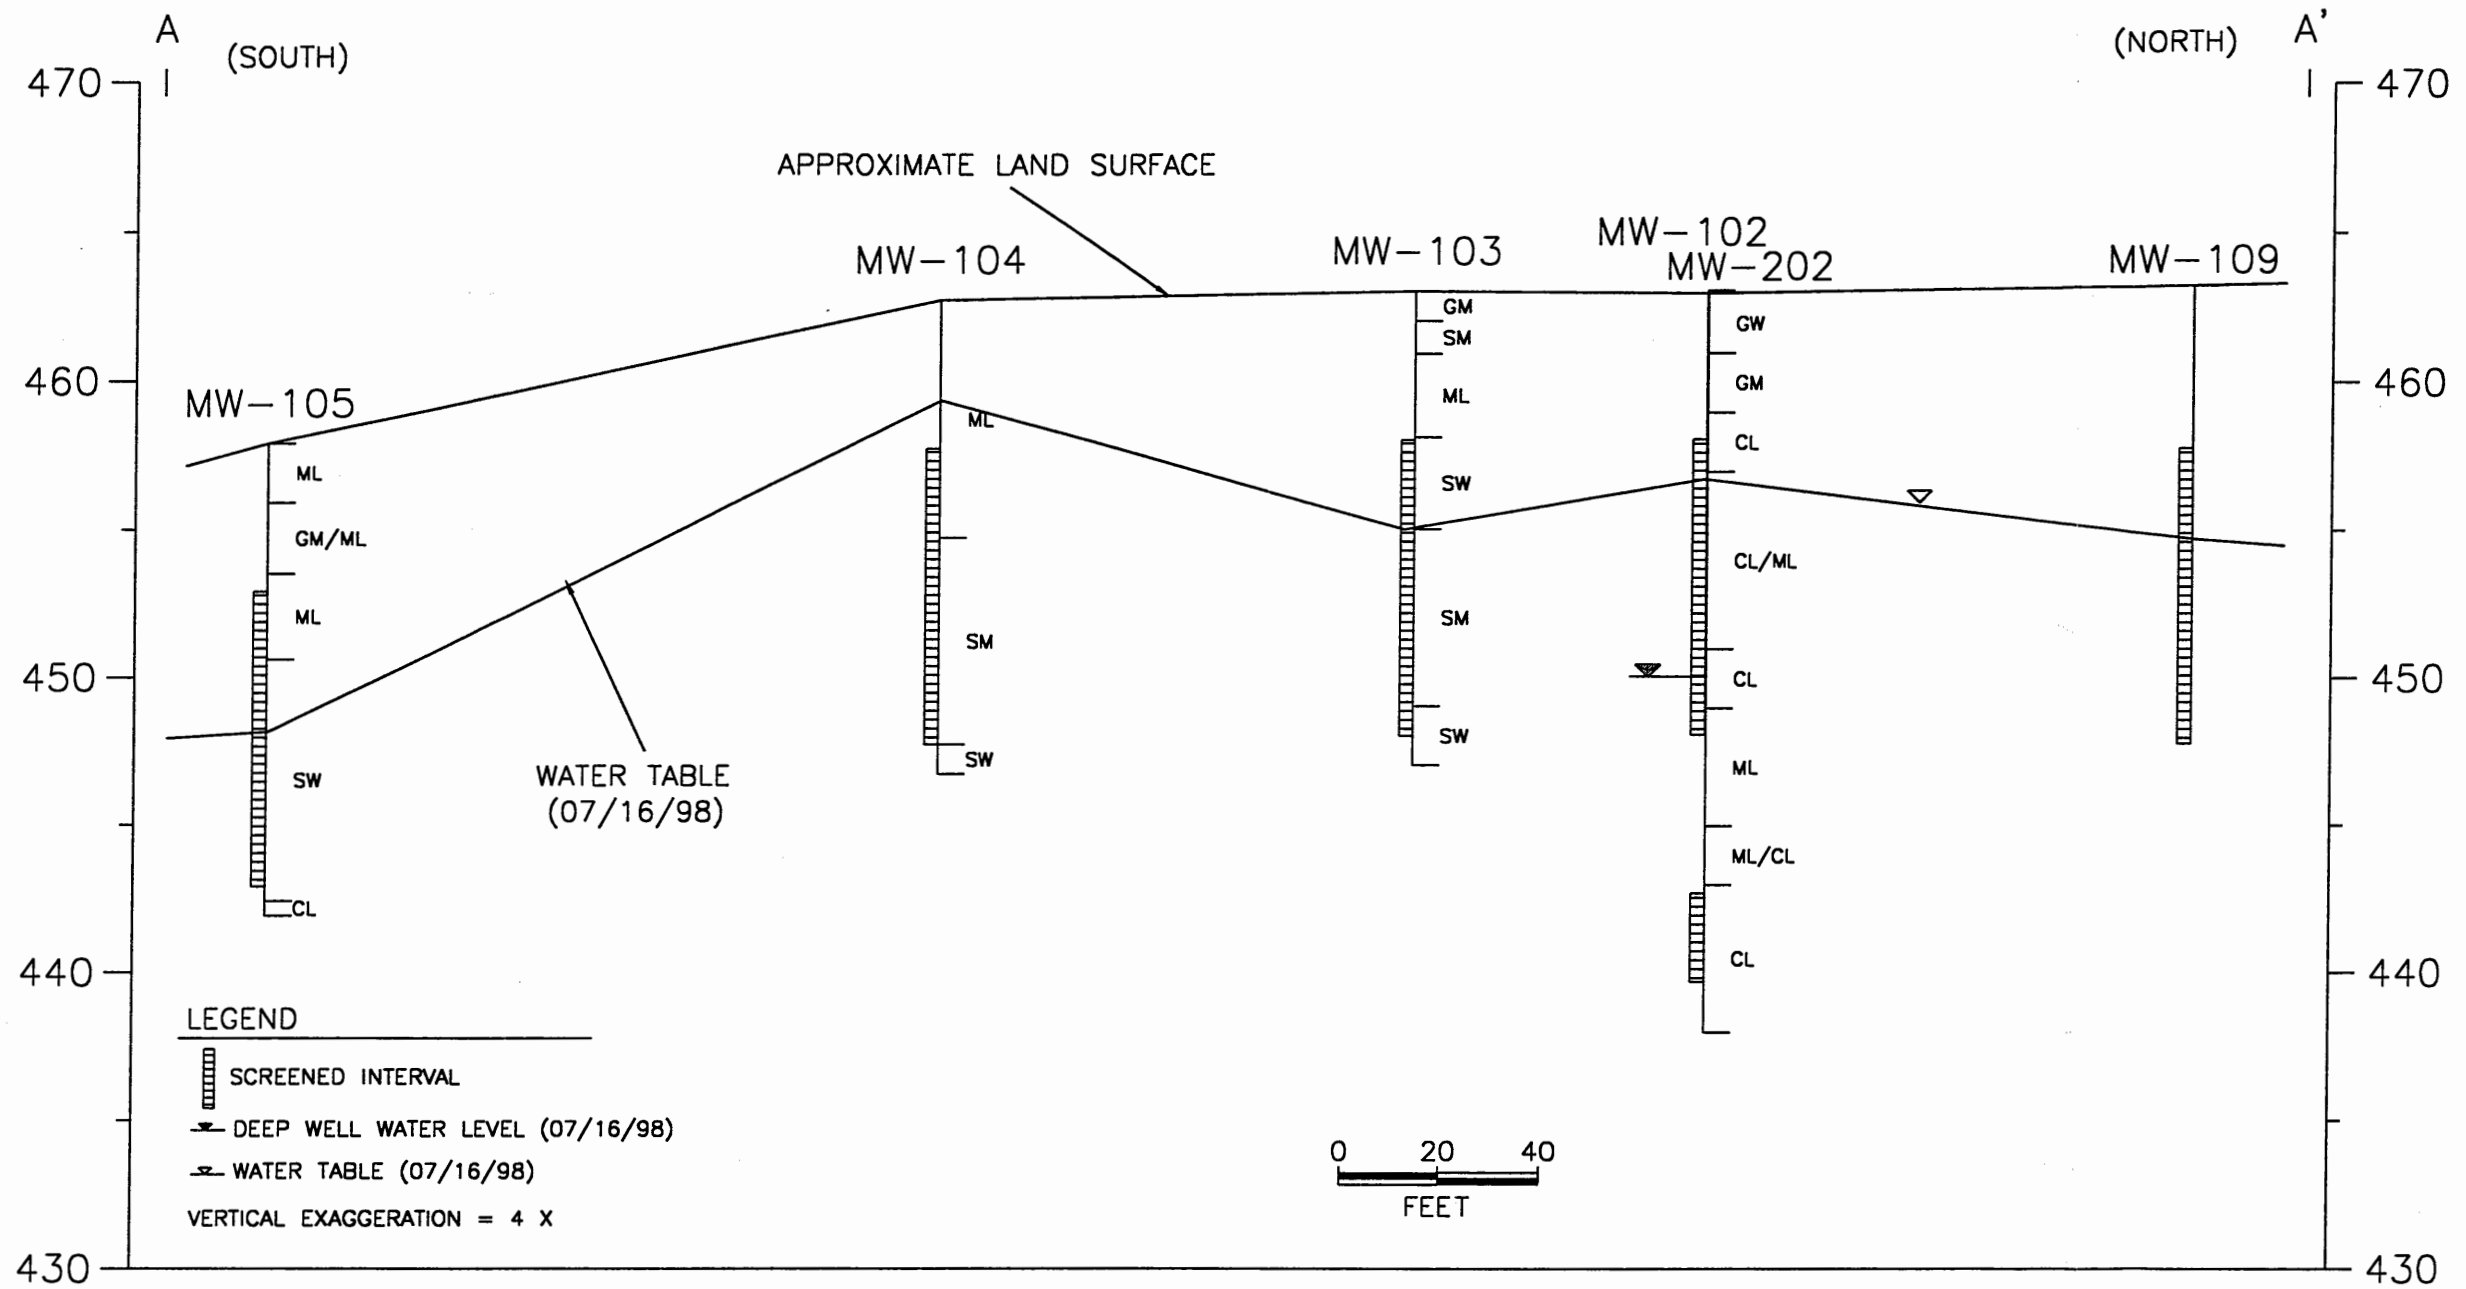 A
(SOUTH)
(NORTH)
A'
470
470
APPROXIMATE LAND SURFACE
MW-104
MW-103
MW-102
MW-202
MW-109
GM
SM
GW
460
460
MW-105
ML
GM
ML
CL
ML
SW
GM/ML
CL/ML
ML
SM
SM
450
450
CL
SW
SW
ML
SW
WATER TABLE
(07/16/98)
ML/CL
CL
CL
440
440
LEGEND
SCREENED INTERVAL
DEEP WELL WATER LEVEL (07/16/98)
WATER TABLE (07/16/98)
VERTICAL EXAGGERATION = 4 X
0 20 40
FEET
430
430